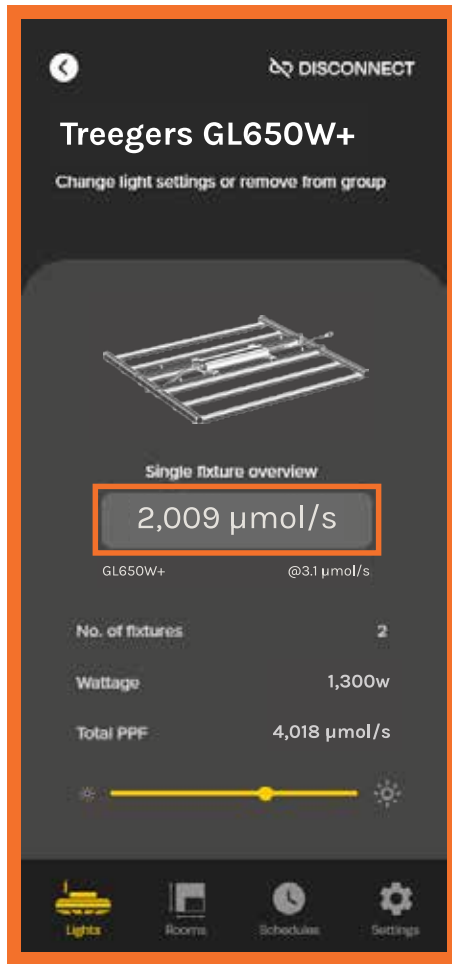 DISCONNECT
Treegers GL650W+
Change light settings or remove from group
Single fixture overview
2,009 µmol/s
GL650W+ @3.1 µmol/s
No. of fixtures 2
Wattage 1,300w
Total PPF 4,018 µmol/s
Lights Rooms Schedules Settings